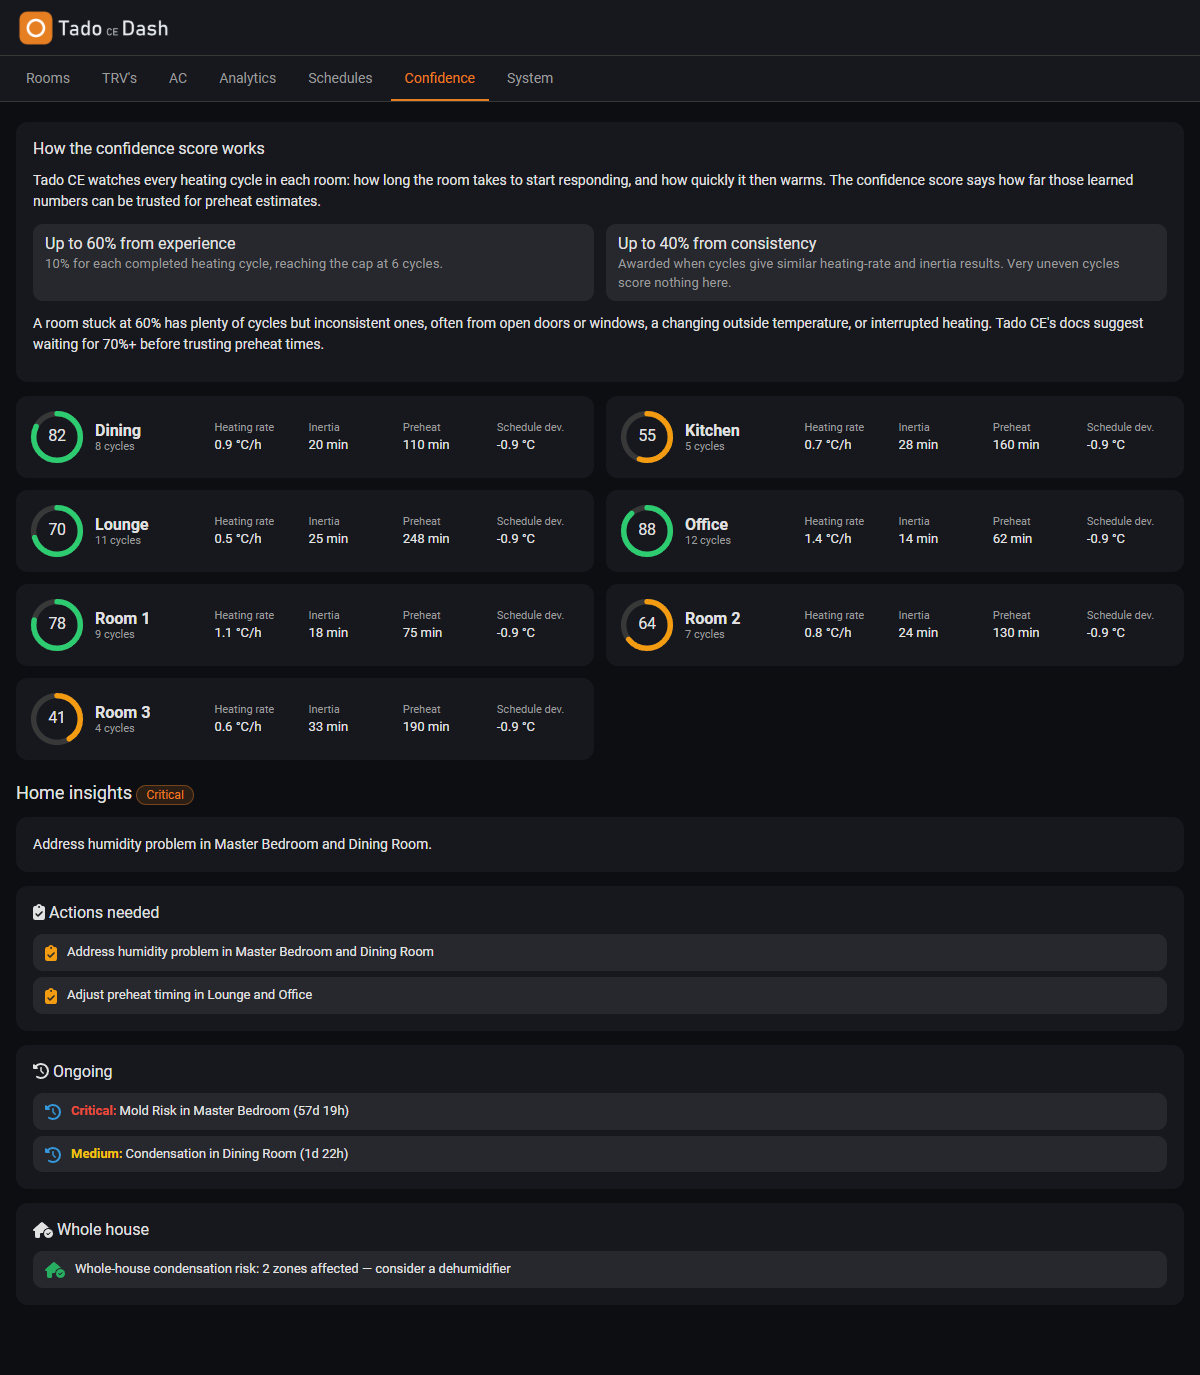 Tado CE Dash
Rooms TRV's AC Analytics Schedules Confidence System
How the confidence score works
Tado CE watches every heating cycle in each room: how long the room takes to start responding, and how quickly it then warms. The confidence score says how far those learned
numbers can be trusted for preheat estimates.
Up to 60% from experience
10% for each completed heating cycle, reaching the cap at 6 cycles.
Up to 40% from consistency
Awarded when cycles give similar heating-rate and inertia results. Very uneven cycles
score nothing here.
A room stuck at 60% has plenty of cycles but inconsistent ones, often from open doors or windows, a changing outside temperature, or interrupted heating. Tado CE's docs suggest
waiting for 70%+ before trusting preheat times.
82
Dining
8 cycles
Heating rate Inertia Preheat Schedule dev.
0.9 °C/h 20 min 110 min -0.9 °C
55
Kitchen
5 cycles
Heating rate Inertia Preheat Schedule dev.
0.7 °C/h 28 min 160 min -0.9 °C
70
Lounge
11 cycles
Heating rate Inertia Preheat Schedule dev.
0.5 °C/h 25 min 248 min -0.9 °C
88
Office
12 cycles
Heating rate Inertia Preheat Schedule dev.
1.4 °C/h 14 min 62 min -0.9 °C
78
Room 1
9 cycles
Heating rate Inertia Preheat Schedule dev.
1.1 °C/h 18 min 75 min -0.9 °C
64
Room 2
7 cycles
Heating rate Inertia Preheat Schedule dev.
0.8 °C/h 24 min 130 min -0.9 °C
41
Room 3
4 cycles
Heating rate Inertia Preheat Schedule dev.
0.6 °C/h 33 min 190 min -0.9 °C
Home insights Critical
Address humidity problem in Master Bedroom and Dining Room.
Actions needed
Address humidity problem in Master Bedroom and Dining Room
Adjust preheat timing in Lounge and Office
Ongoing
Critical: Mold Risk in Master Bedroom (57d 19h)
Medium: Condensation in Dining Room (1d 22h)
Whole house
Whole-house condensation risk: 2 zones affected — consider a dehumidifier